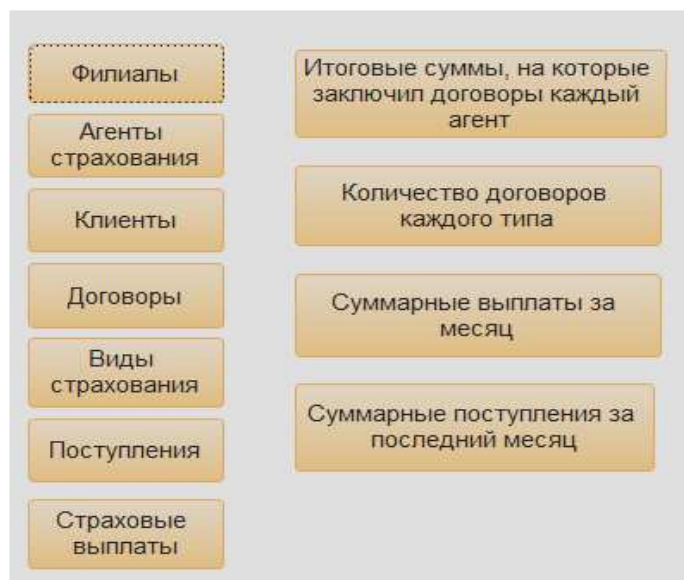 Филиалы
Агенты
страхования
Клиенты
Договоры
Виды
страхования
Поступления
Страховые
выплаты
Итоговые суммы, на которые
заключил договоры каждый
агент
Количество договоров
каждого типа
Суммарные выплаты за
месяц
Суммарные поступления за
последний месяц